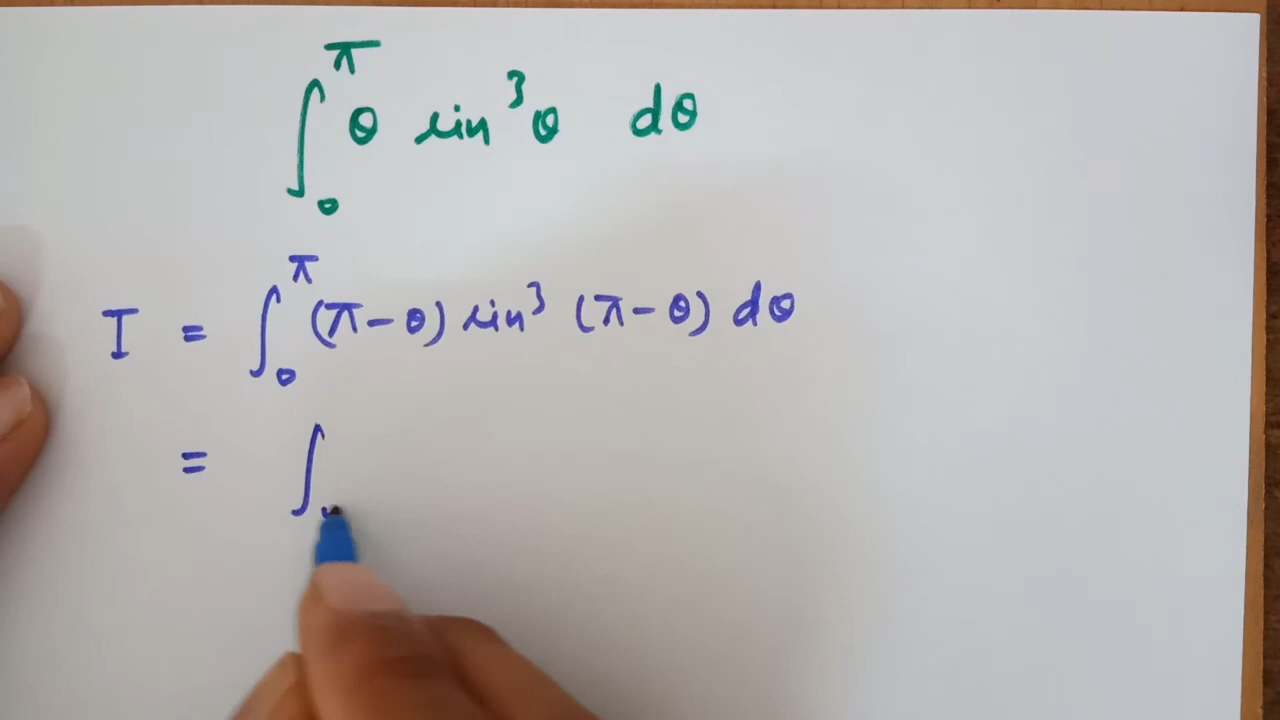 ∫₀^π θ sin³θ dθ
I = ∫₀^π (π-θ) sin³ (π-θ) dθ
= ∫